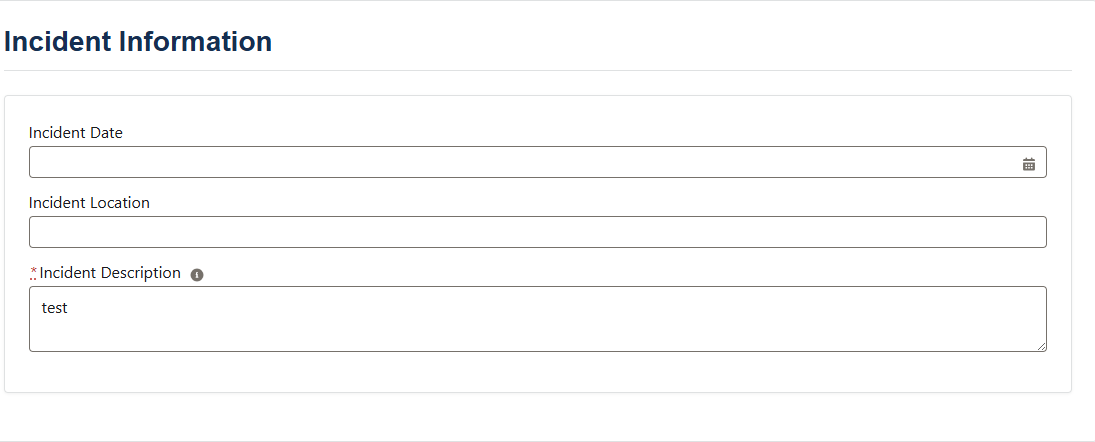 Incident Information
Incident Date
Incident Location
*Incident Description
test